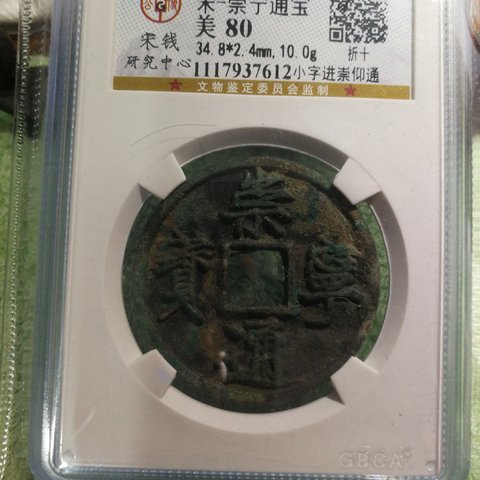 宋-崇宁通宝
美 80
34.8*2.4mm, 10.0g
折十
宋钱
研究中心
1117937612小字进崇仰通
★ 文物鉴定委员会监制 ★
崇寧通寳
GBCA